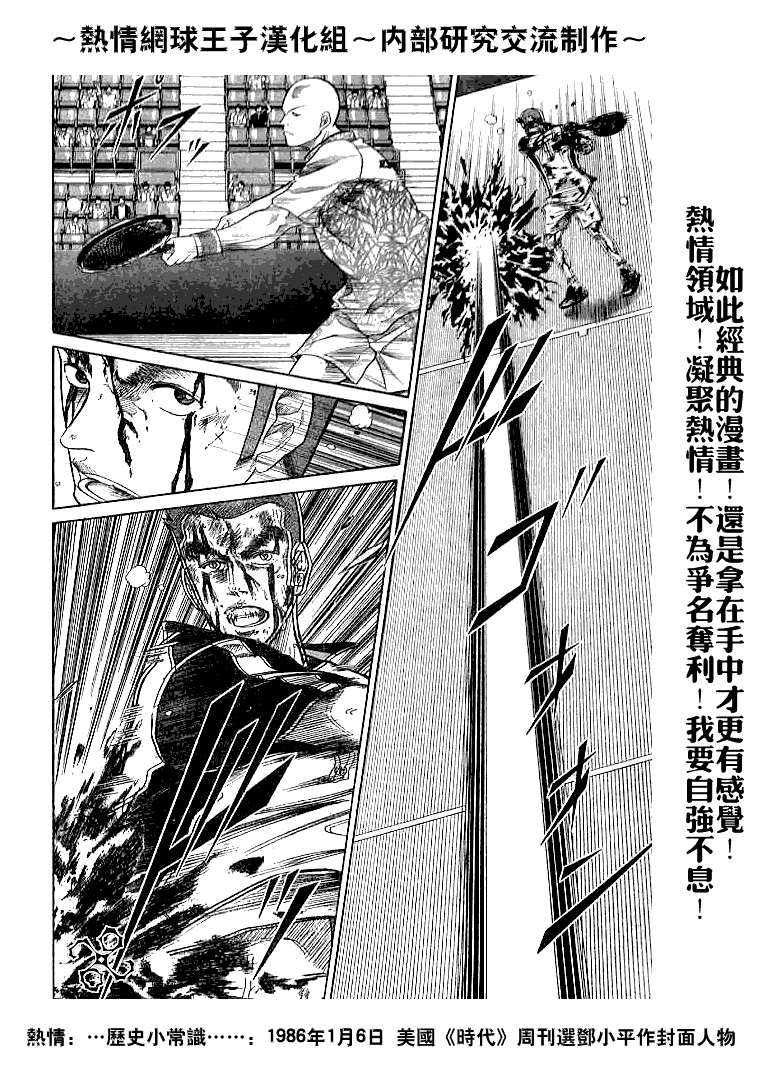 ～熱情網球王子漢化組～內部研究交流制作～
如此經典的漫畫！還是拿在手中才更有感覺！
熱情領域！凝聚熱情！不為爭名奪利！我要自強不息！
熱情：…歷史小常識……：1986年1月6日 美國《時代》周刊選鄧小平作封面人物